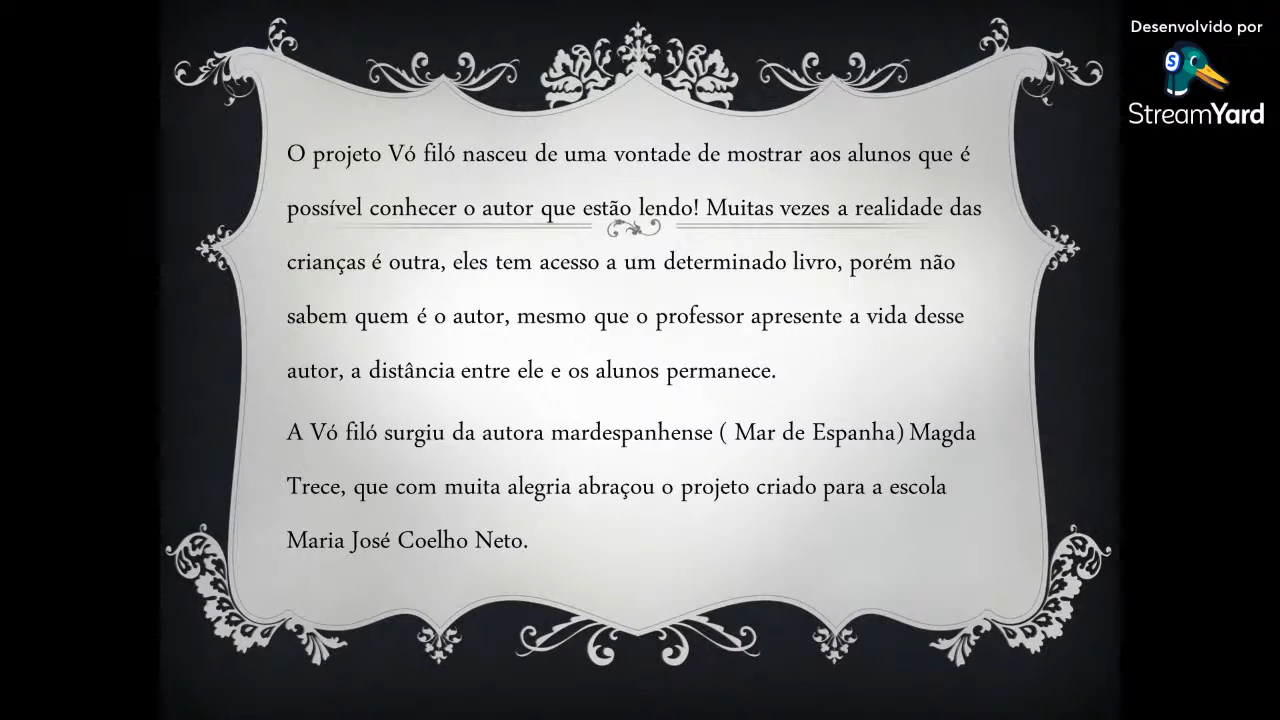 Desenvolvido por
StreamYard
O projeto Vó filó nasceu de uma vontade de mostrar aos alunos que é
possível conhecer o autor que estão lendo! Muitas vezes a realidade das
crianças é outra, eles tem acesso a um determinado livro, porém não
sabem quem é o autor, mesmo que o professor apresente a vida desse
autor, a distância entre ele e os alunos permanece.
A Vó filó surgiu da autora mardespanhense ( Mar de Espanha) Magda
Trece, que com muita alegria abraçou o projeto criado para a escola
Maria José Coelho Neto.